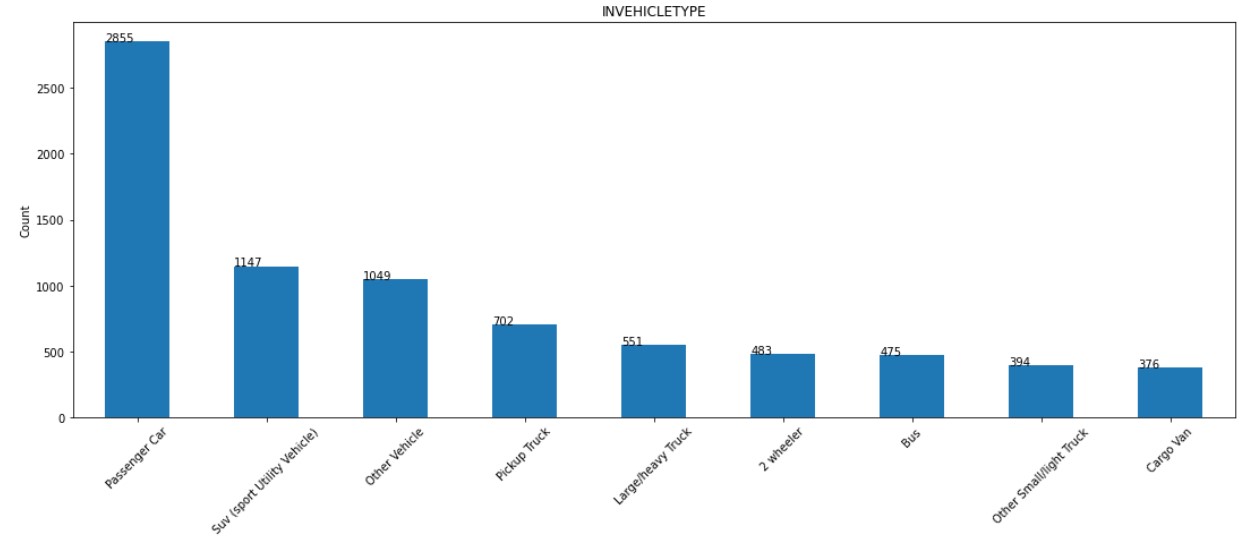 INVEHICLETYPE
Count
2500
2000
1500
1000
500
0
2855
1147
1049
702
551
483
475
394
376
Passenger Car
Suv (sport Utility Vehicle)
Other Vehicle
Pickup Truck
Large/heavy Truck
2 wheeler
Bus
Other Small/light Truck
Cargo Van